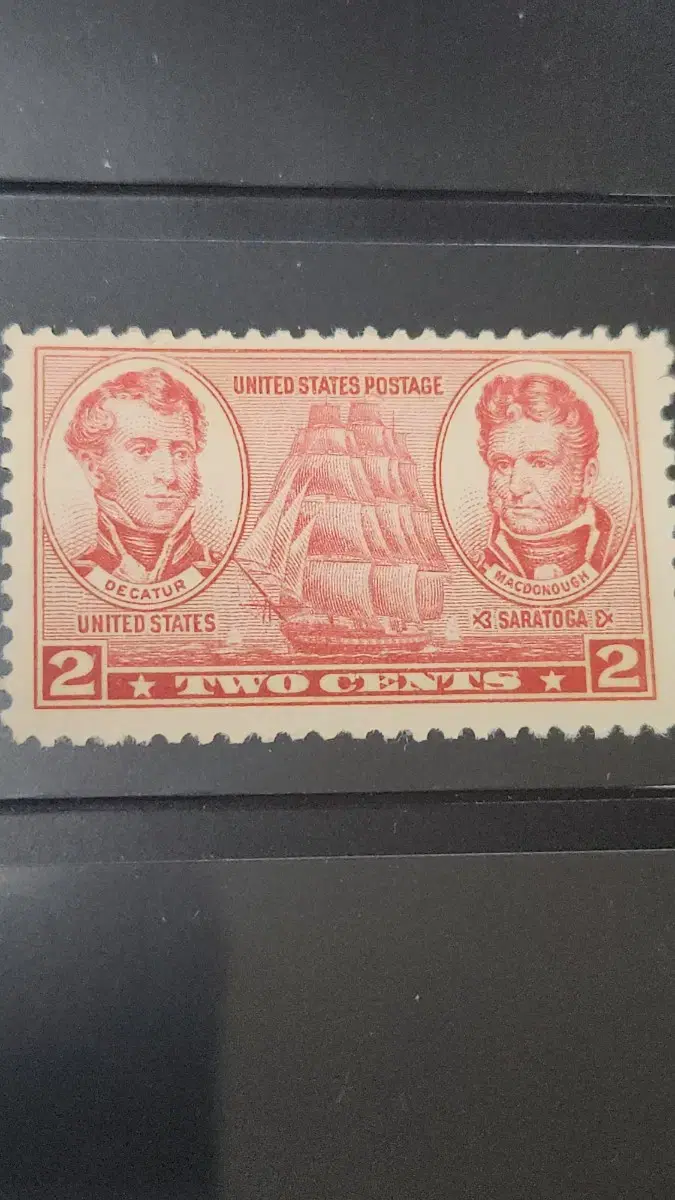 UNITED STATES POSTAGE
DECATUR
MACDONOUGH
UNITED STATES
SARATOGA
2 TWO CENTS 2